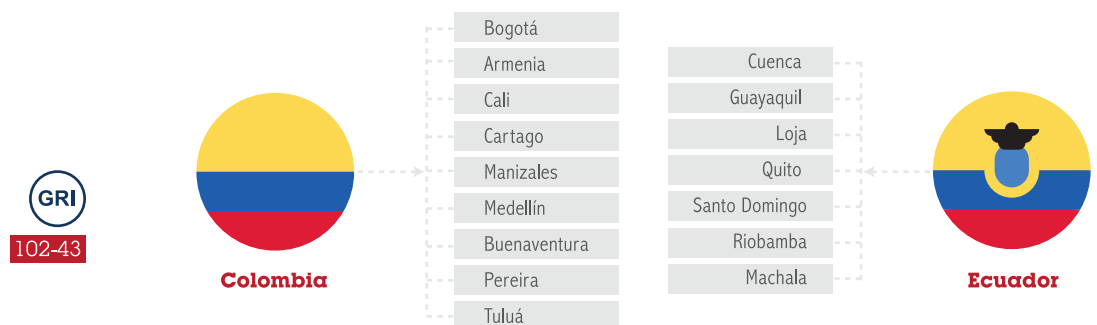 GRI
102-43
Colombia
Bogotá
Armenia
Cali
Cartago
Manizales
Medellín
Buenaventura
Pereira
Tuluá
Cuenca
Guayaquil
Loja
Quito
Santo Domingo
Riobamba
Machala
Ecuador